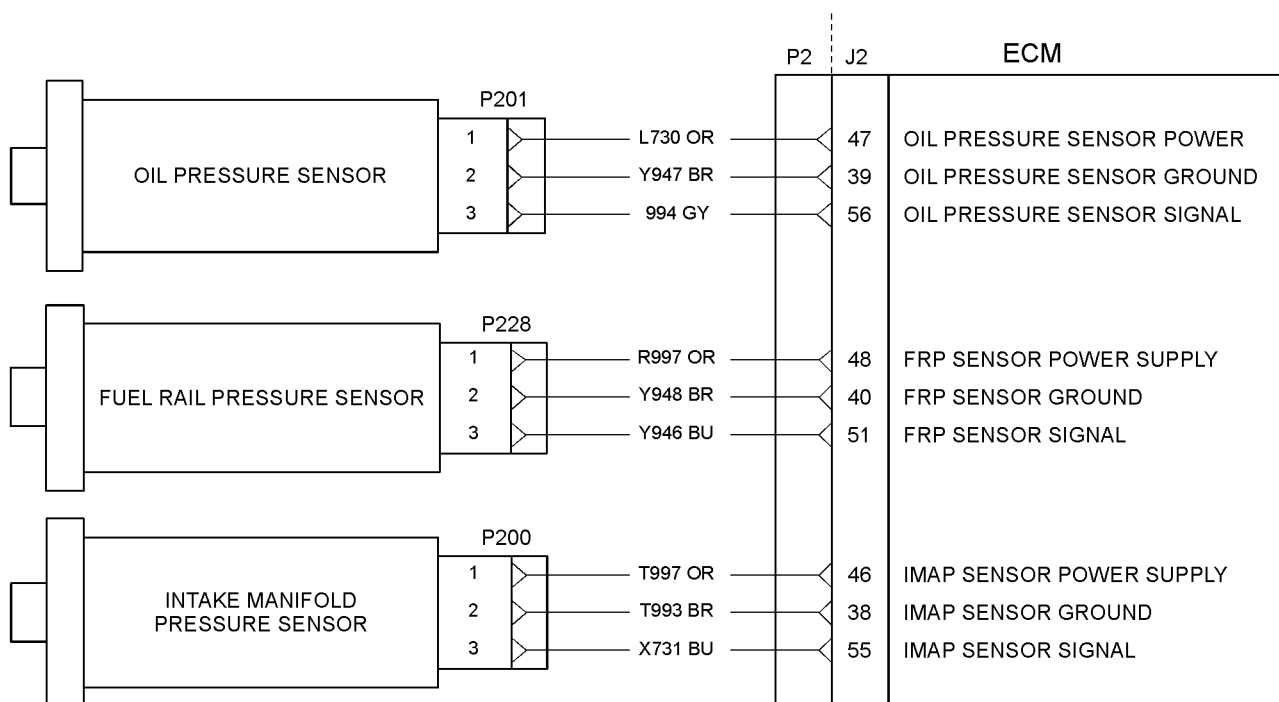 P2 J2 ECM
P201
OIL PRESSURE SENSOR
1 L730 OR 47 OIL PRESSURE SENSOR POWER
2 Y947 BR 39 OIL PRESSURE SENSOR GROUND
3 994 GY 56 OIL PRESSURE SENSOR SIGNAL
P228
FUEL RAIL PRESSURE SENSOR
1 R997 OR 48 FRP SENSOR POWER SUPPLY
2 Y948 BR 40 FRP SENSOR GROUND
3 Y946 BU 51 FRP SENSOR SIGNAL
P200
INTAKE MANIFOLD
PRESSURE SENSOR
1 T997 OR 46 IMAP SENSOR POWER SUPPLY
2 T993 BR 38 IMAP SENSOR GROUND
3 X731 BU 55 IMAP SENSOR SIGNAL